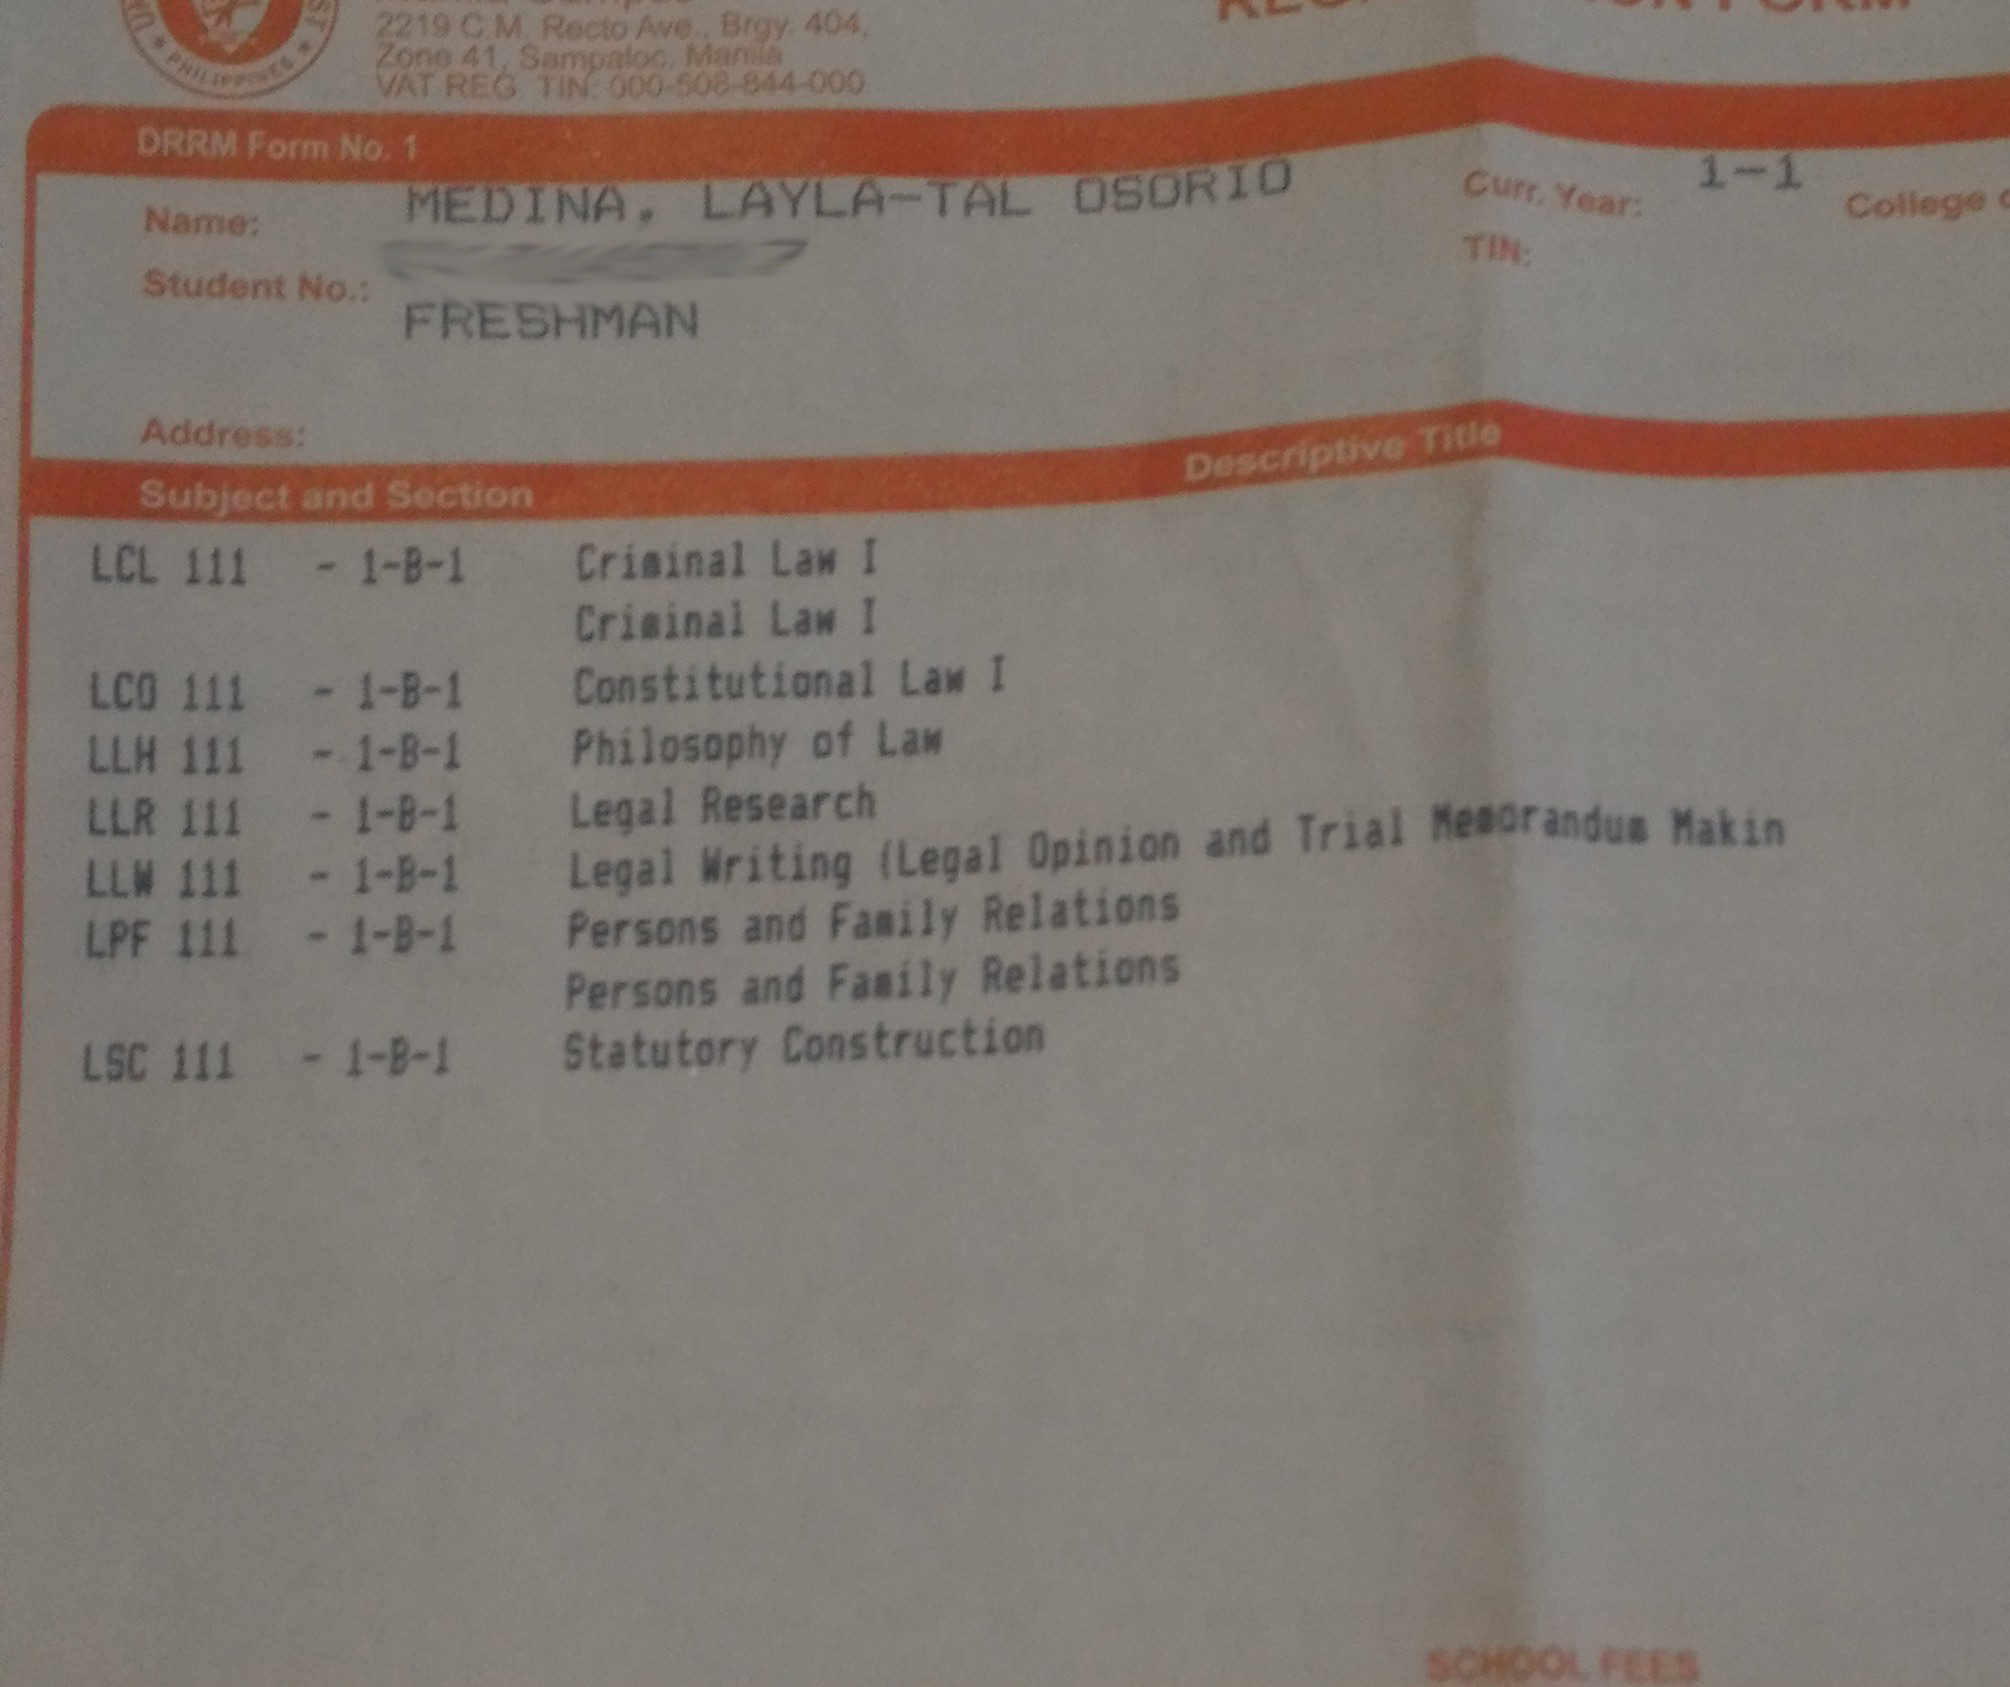 PHILIPPINES
2219 C.M. Recto Ave., Brgy. 404,
Zone 41, Sampaloc, Manila
VAT REG. TIN: 000-508-844-000
FORM
DRRM Form No. 1
Name: MEDINA, LAYLA-TAL OSORIO
Curr. Year: 1-1 College
Student No.:
TIN:
FRESHMAN
Address:
Subject and Section Descriptive Title
LCL 111 - 1-B-1 Criminal Law I
Criminal Law I
LCO 111 - 1-B-1 Constitutional Law I
LLH 111 - 1-B-1 Philosophy of Law
LLR 111 - 1-B-1 Legal Research
LLW 111 - 1-B-1 Legal Writing (Legal Opinion and Trial Memorandum Makin
LPF 111 - 1-B-1 Persons and Family Relations
Persons and Family Relations
LSC 111 - 1-B-1 Statutory Construction
SCHOOL FEES